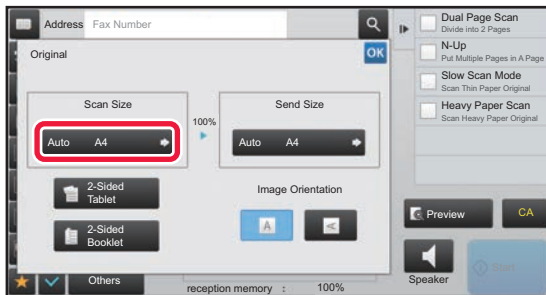 Address Fax Number
Original
OK
Scan Size
Auto A4
100%
Send Size
Auto A4
2-Sided
Tablet
2-Sided
Booklet
Image Orientation
A
A
Others
reception memory : 100%
Dual Page Scan
Divide into 2 Pages
N-Up
Put Multiple Pages in A Page
Slow Scan Mode
Scan Thin Paper Original
Heavy Paper Scan
Scan Heavy Paper Original
Preview
CA
Speaker
Start